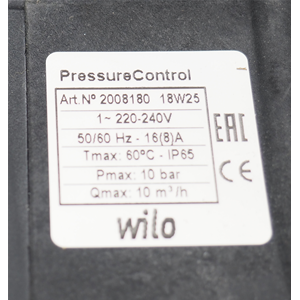 PressureControl
Art.Nº 2008180 18W25
1~ 220-240V
50/60 Hz - 16(8)A
Tmax: 60ºC - IP65
Pmax: 10 bar
Qmax: 10 m³/h
EAC
CE
wilo